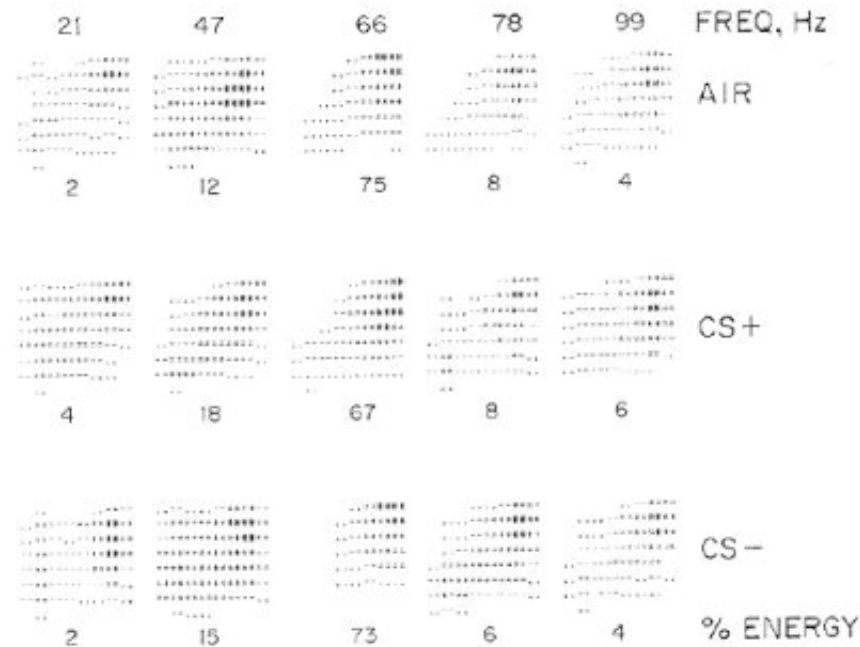 21 47 66 78 99 FREQ, Hz
AIR
2 12 75 8 4
CS+
4 18 67 8 6
CS−
2 15 73 6 4 % ENERGY